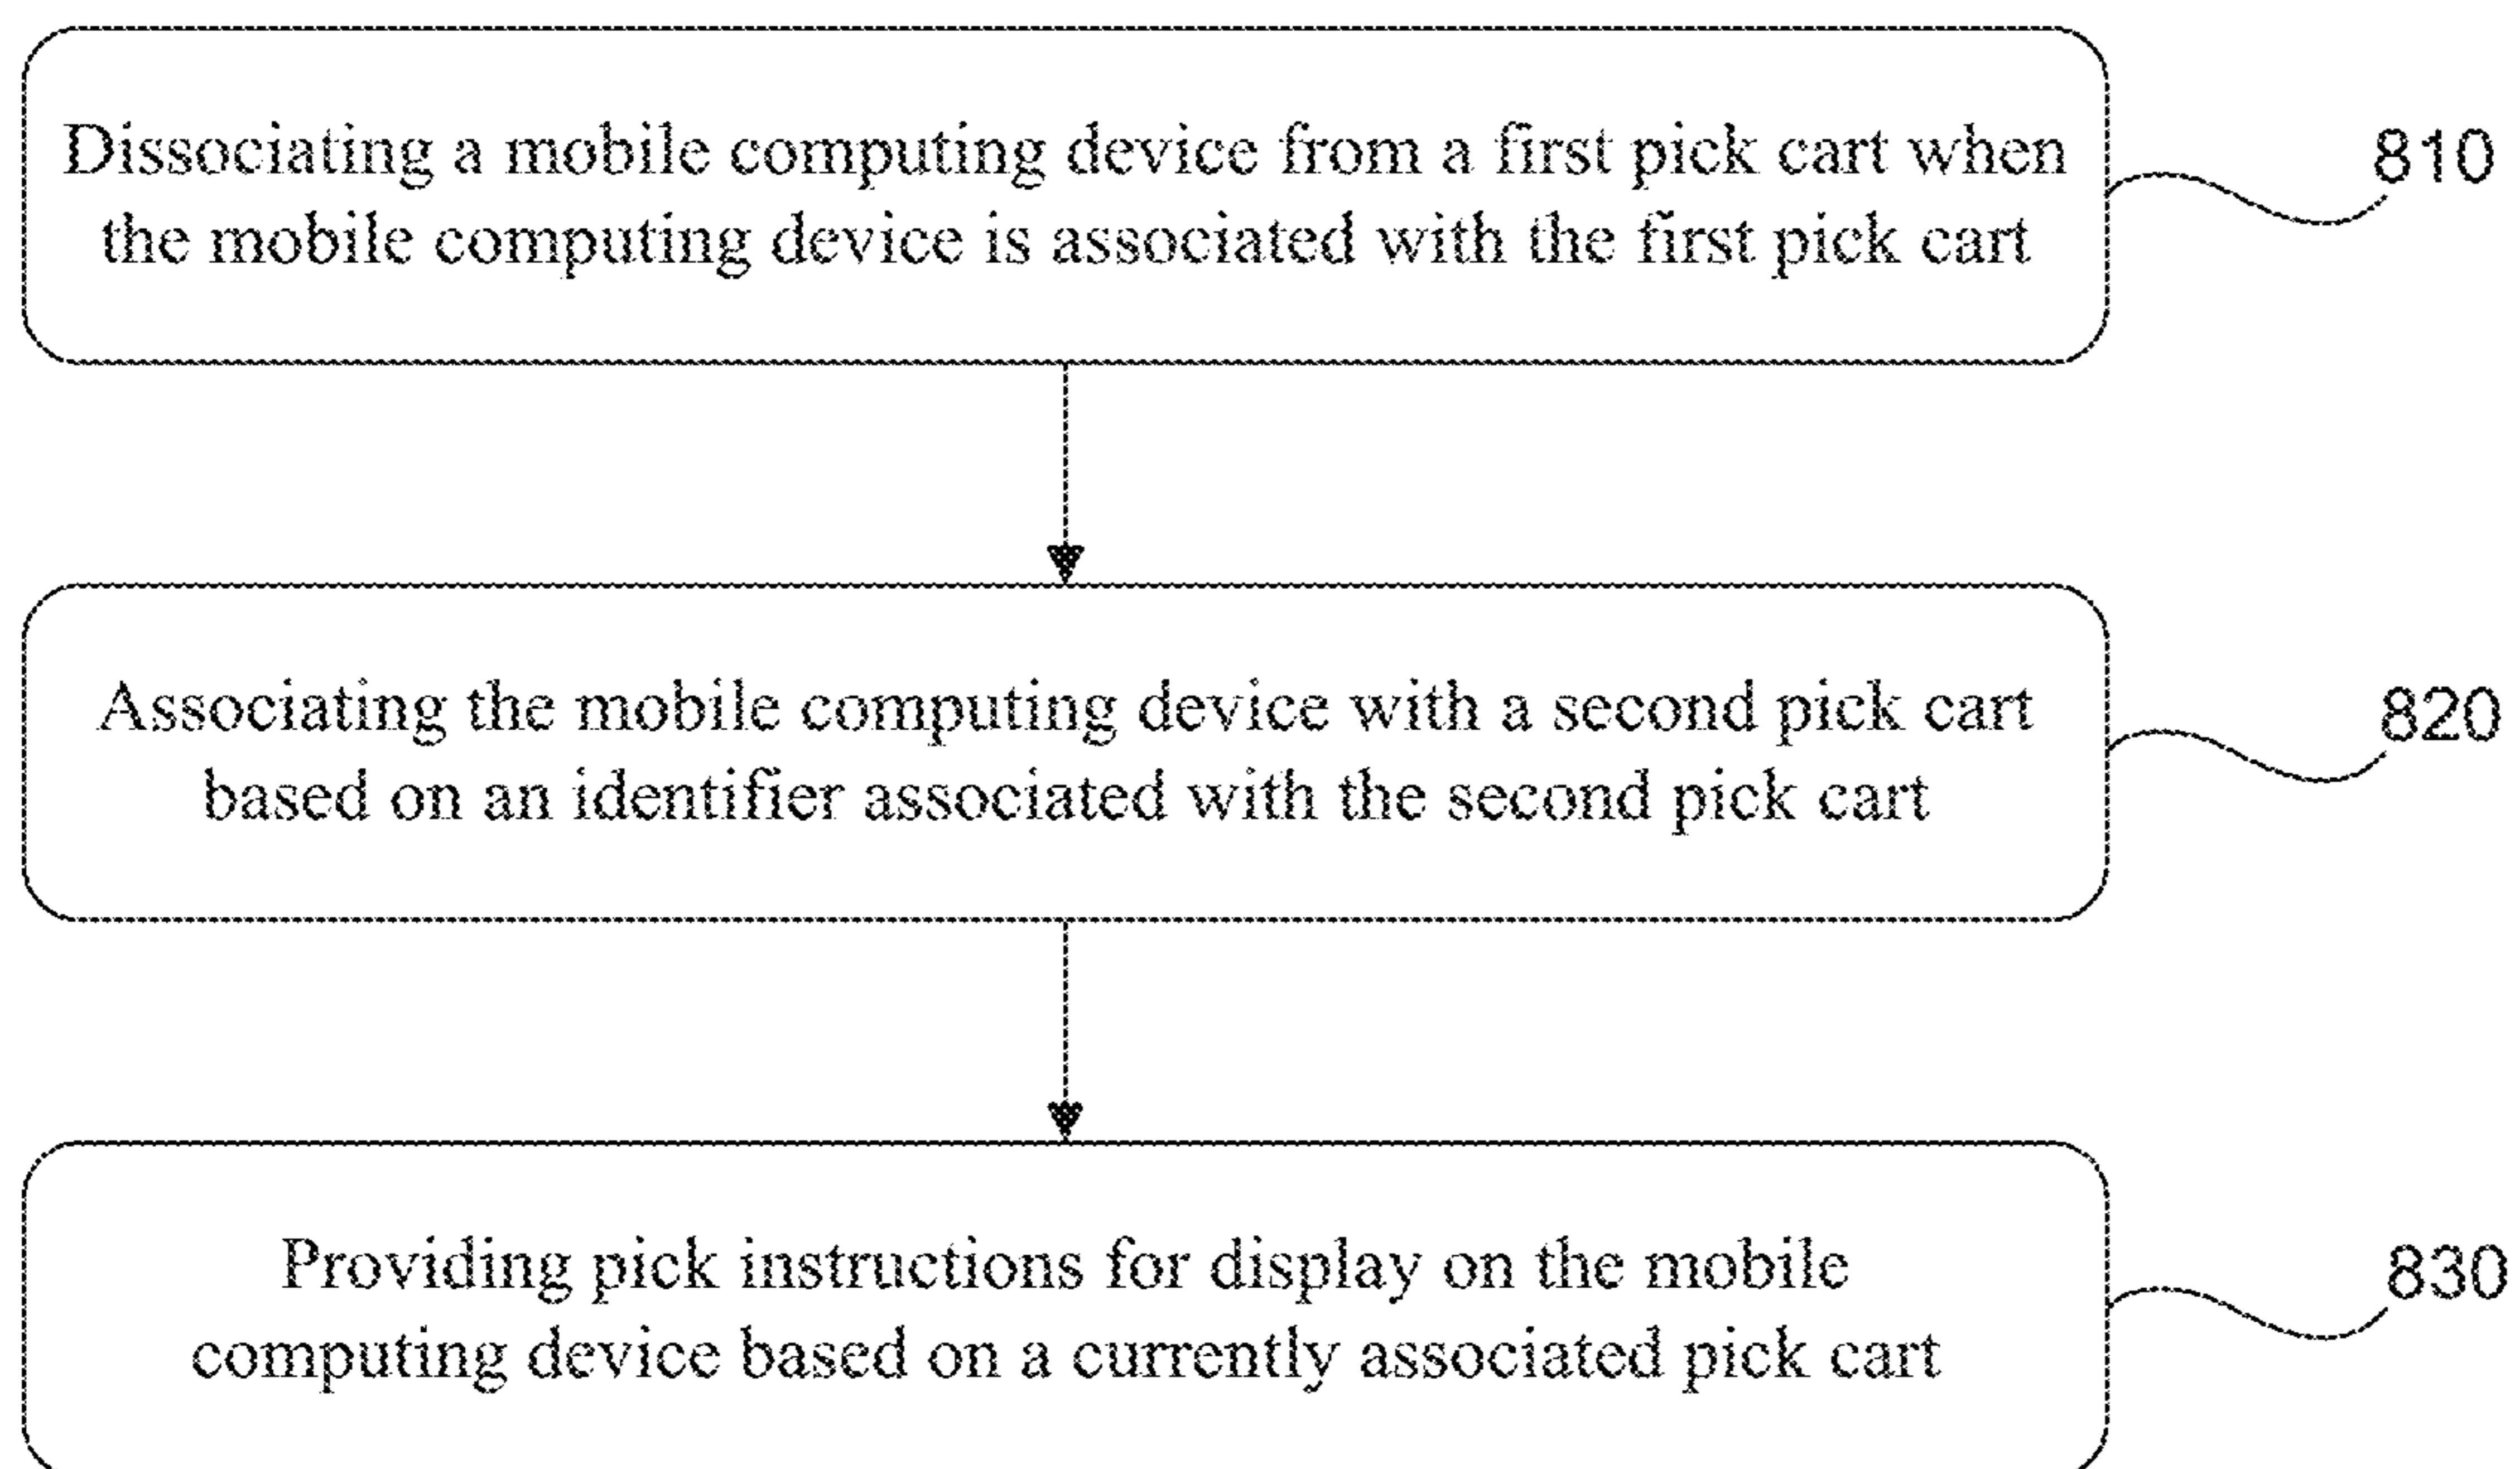 Dissociating a mobile computing device from a first pick cart when
the mobile computing device is associated with the first pick cart
810
Associating the mobile computing device with a second pick cart
based on an identifier associated with the second pick cart
820
Providing pick instructions for display on the mobile
computing device based on a currently associated pick cart
830